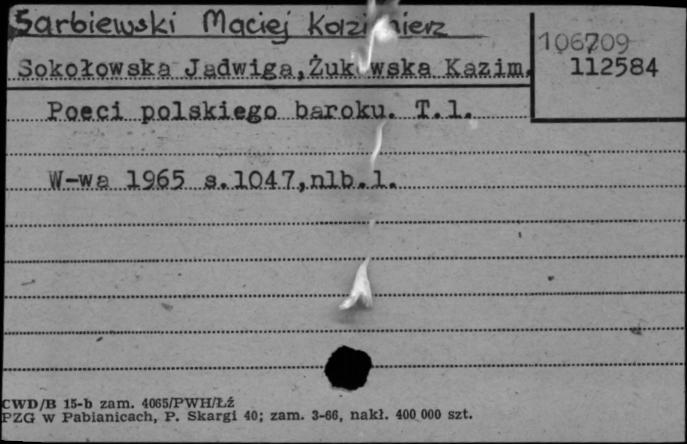 Sarbiewski Maciej Kazimierz
106709
Sokołowska Jadwiga, Żukowska Kazim.
112584
Poeci polskiego baroku. T.1.
W-wa 1965 s.1047,nlb.1.
CWD/B 15-b zam. 4065/PWH/Łż
PZG w Pabianicach, P. Skargi 40; zam. 3-66, nakł. 400 000 szt.